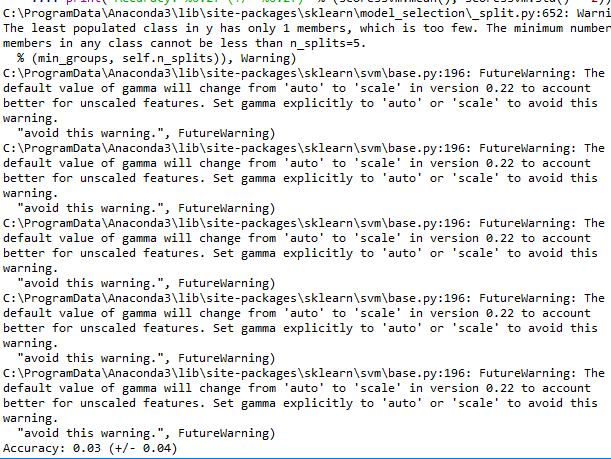 C:\ProgramData\Anaconda3\lib\site-packages\sklearn\model_selection\_split.py:652: Warni
The least populated class in y has only 1 members, which is too few. The minimum number
members in any class cannot be less than n_splits=5.
  % (min_groups, self.n_splits)), Warning)
C:\ProgramData\Anaconda3\lib\site-packages\sklearn\svm\base.py:196: FutureWarning: The
default value of gamma will change from 'auto' to 'scale' in version 0.22 to account
better for unscaled features. Set gamma explicitly to 'auto' or 'scale' to avoid this
warning.
  "avoid this warning.", FutureWarning)
C:\ProgramData\Anaconda3\lib\site-packages\sklearn\svm\base.py:196: FutureWarning: The
default value of gamma will change from 'auto' to 'scale' in version 0.22 to account
better for unscaled features. Set gamma explicitly to 'auto' or 'scale' to avoid this
warning.
  "avoid this warning.", FutureWarning)
C:\ProgramData\Anaconda3\lib\site-packages\sklearn\svm\base.py:196: FutureWarning: The
default value of gamma will change from 'auto' to 'scale' in version 0.22 to account
better for unscaled features. Set gamma explicitly to 'auto' or 'scale' to avoid this
warning.
  "avoid this warning.", FutureWarning)
C:\ProgramData\Anaconda3\lib\site-packages\sklearn\svm\base.py:196: FutureWarning: The
default value of gamma will change from 'auto' to 'scale' in version 0.22 to account
better for unscaled features. Set gamma explicitly to 'auto' or 'scale' to avoid this
warning.
  "avoid this warning.", FutureWarning)
C:\ProgramData\Anaconda3\lib\site-packages\sklearn\svm\base.py:196: FutureWarning: The
default value of gamma will change from 'auto' to 'scale' in version 0.22 to account
better for unscaled features. Set gamma explicitly to 'auto' or 'scale' to avoid this
warning.
  "avoid this warning.", FutureWarning)
Accuracy: 0.03 (+/- 0.04)